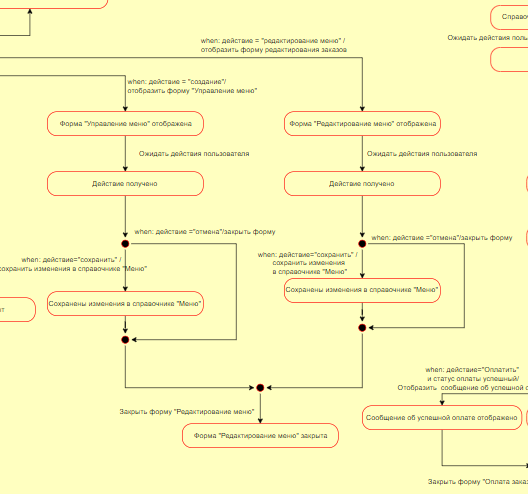 Справоч
when: действие = "редактирование меню" /
отобразить форму редактирования заказов
Ожидать действия поль
when: действие = "создание"/
отобразить форму "Управление меню"
Форма "Управление меню" отображена
Форма "Редактирование меню" отображена
Ожидать действия пользователя
Ожидать действия пользователя
Действие получено
Действие получено
when: действие ="отмена"/закрыть форму
when: действие ="отмена"/закрыть форму
when: действие="сохранить" /
сохранить изменения в справочнике "Меню"
when: действие="сохранить" /
сохранить изменения
в справочнике "Меню"
Сохранены изменения в справочнике "Меню"
Сохранены изменения в справочнике "Меню"
when: действие="Оплатить"
и статус оплаты успешный/
Отобразить сообщение об успешной
Закрыть форму "Редактирование меню"
Сообщение об успешной оплате отображено
Форма "Редактирование меню" закрыта
Закрыть форму "Оплата зака